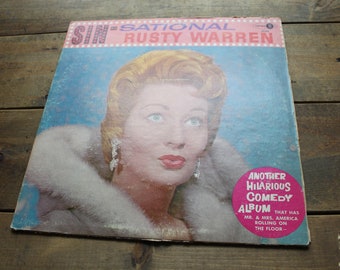 SIN-SATIONAL
RUSTY WARREN
ANOTHER
HILARIOUS
COMEDY
ALBUM THAT HAS
MR. & MRS. AMERICA
ROLLING ON
THE FLOOR—